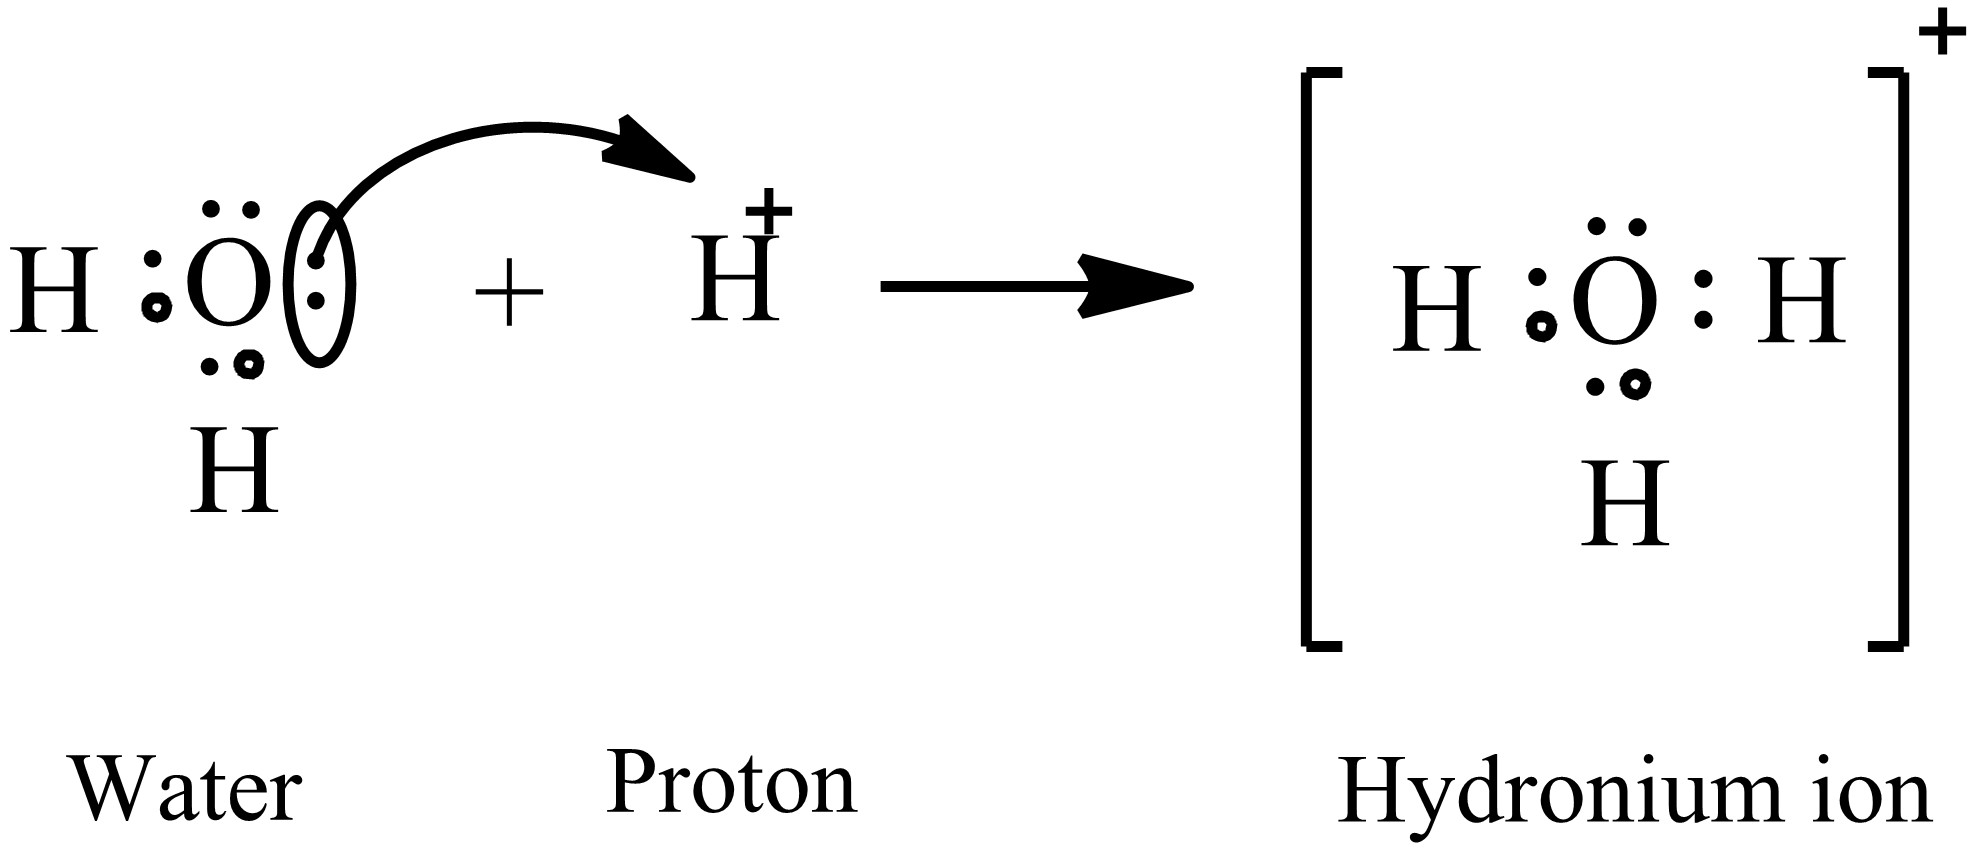 H O + H+ [H O H]+
H H
Water Proton Hydronium ion